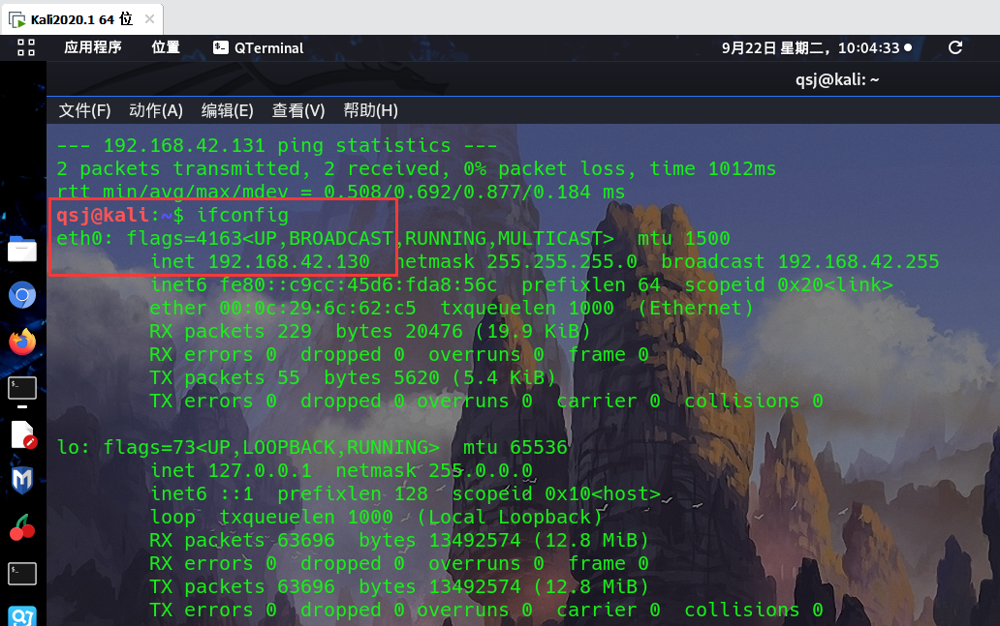 Kali2020.1 64 位
应用程序 位置 QTerminal 9月22日 星期二，10:04:33
qsj@kali: ~
文件(F) 动作(A) 编辑(E) 查看(V) 帮助(H)
--- 192.168.42.131 ping statistics ---
2 packets transmitted, 2 received, 0% packet loss, time 1012ms
rtt min/avg/max/mdev = 0.508/0.692/0.877/0.184 ms
qsj@kali:~$ ifconfig
eth0: flags=4163<UP,BROADCAST,RUNNING,MULTICAST>  mtu 1500
        inet 192.168.42.130  netmask 255.255.255.0  broadcast 192.168.42.255
        inet6 fe80::c9cc:45d6:fda8:56c  prefixlen 64  scopeid 0x20<link>
        ether 00:0c:29:6c:62:c5  txqueuelen 1000  (Ethernet)
        RX packets 229  bytes 20476 (19.9 KiB)
        RX errors 0  dropped 0  overruns 0  frame 0
        TX packets 55  bytes 5620 (5.4 KiB)
        TX errors 0  dropped 0 overruns 0  carrier 0  collisions 0
lo: flags=73<UP,LOOPBACK,RUNNING>  mtu 65536
        inet 127.0.0.1  netmask 255.0.0.0
        inet6 ::1  prefixlen 128  scopeid 0x10<host>
        loop  txqueuelen 1000  (Local Loopback)
        RX packets 63696  bytes 13492574 (12.8 MiB)
        RX errors 0  dropped 0  overruns 0  frame 0
        TX packets 63696  bytes 13492574 (12.8 MiB)
        TX errors 0  dropped 0 overruns 0  carrier 0  collisions 0